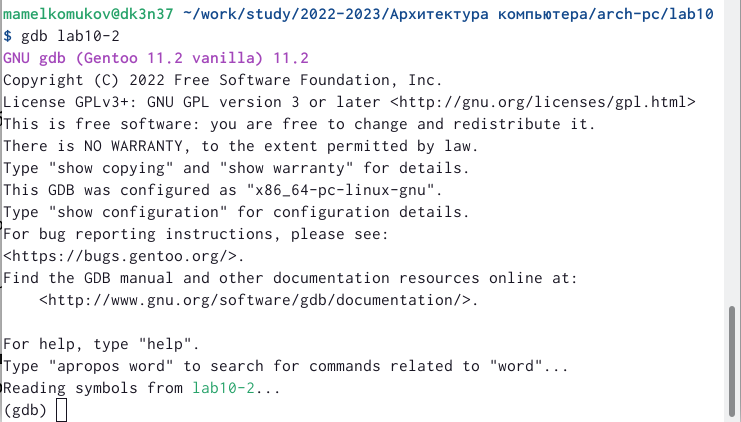 mamelkomukov@dk3n37 ~/work/study/2022-2023/Архитектура компьютера/arch-pc/lab10
$ gdb lab10-2
GNU gdb (Gentoo 11.2 vanilla) 11.2
Copyright (C) 2022 Free Software Foundation, Inc.
License GPLv3+: GNU GPL version 3 or later <http://gnu.org/licenses/gpl.html>
This is free software: you are free to change and redistribute it.
There is NO WARRANTY, to the extent permitted by law.
Type "show copying" and "show warranty" for details.
This GDB was configured as "x86_64-pc-linux-gnu".
Type "show configuration" for configuration details.
For bug reporting instructions, please see:
<https://bugs.gentoo.org/>.
Find the GDB manual and other documentation resources online at:
    <http://www.gnu.org/software/gdb/documentation/>.

For help, type "help".
Type "apropos word" to search for commands related to "word"...
Reading symbols from lab10-2...
(gdb)